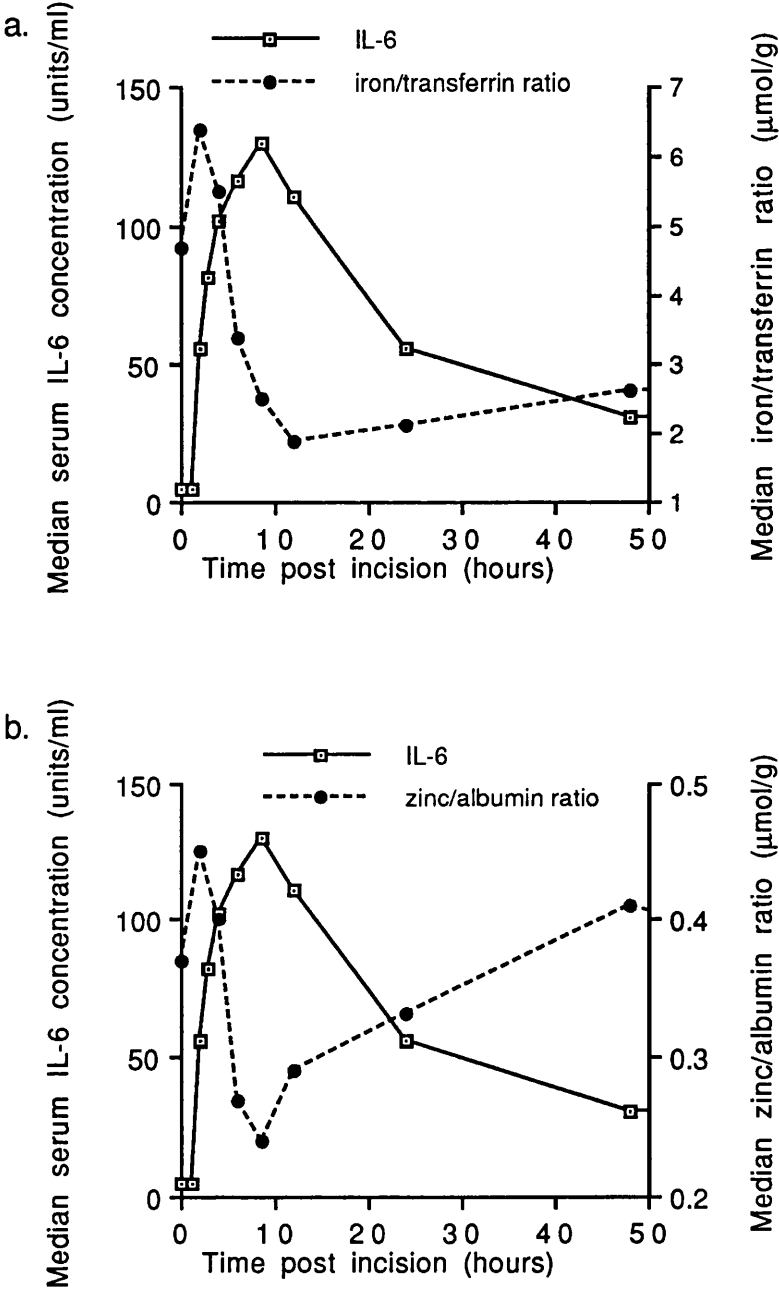 a.
IL-6
iron/transferrin ratio
Median serum IL-6 concentration (units/ml)
150
100
50
0
7
6
5
4
3
2
1
Median iron/transferrin ratio (µmol/g)
0 10 20 30 40 50
Time post incision (hours)
b.
IL-6
zinc/albumin ratio
Median serum IL-6 concentration (units/ml)
150
100
50
0
0.5
0.4
0.3
0.2
Median zinc/albumin ratio (µmol/g)
0 10 20 30 40 50
Time post incision (hours)